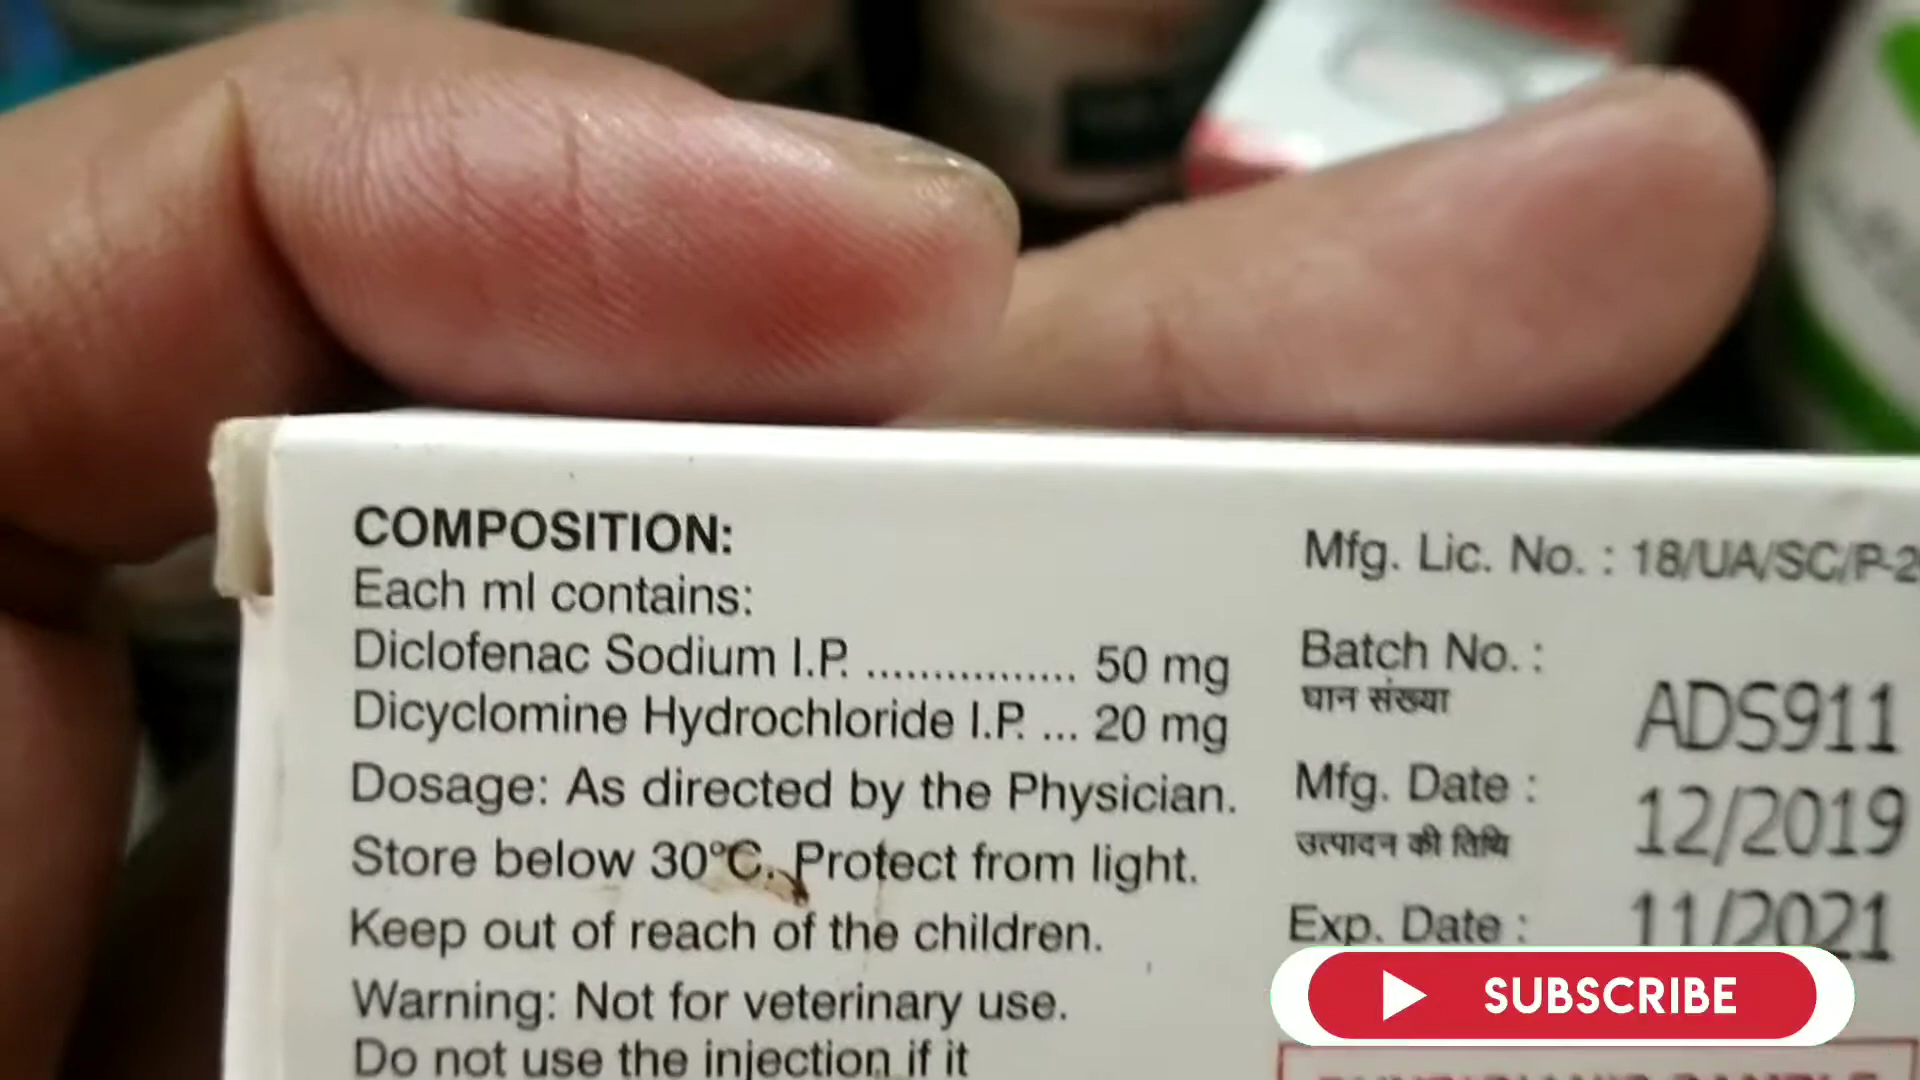 COMPOSITION:
Each ml contains:
Diclofenac Sodium I.P. ................ 50 mg
Dicyclomine Hydrochloride I.P. ... 20 mg
Dosage: As directed by the Physician.
Store below 30°C. Protect from light.
Keep out of reach of the children.
Warning: Not for veterinary use.
Do not use the injection if it
Mfg. Lic. No. : 18/UA/SC/P-2
Batch No. : ADS911
घान संख्या
Mfg. Date : 12/2019
उत्पादन की तिथि
Exp. Date : 11/2021
SUBSCRIBE